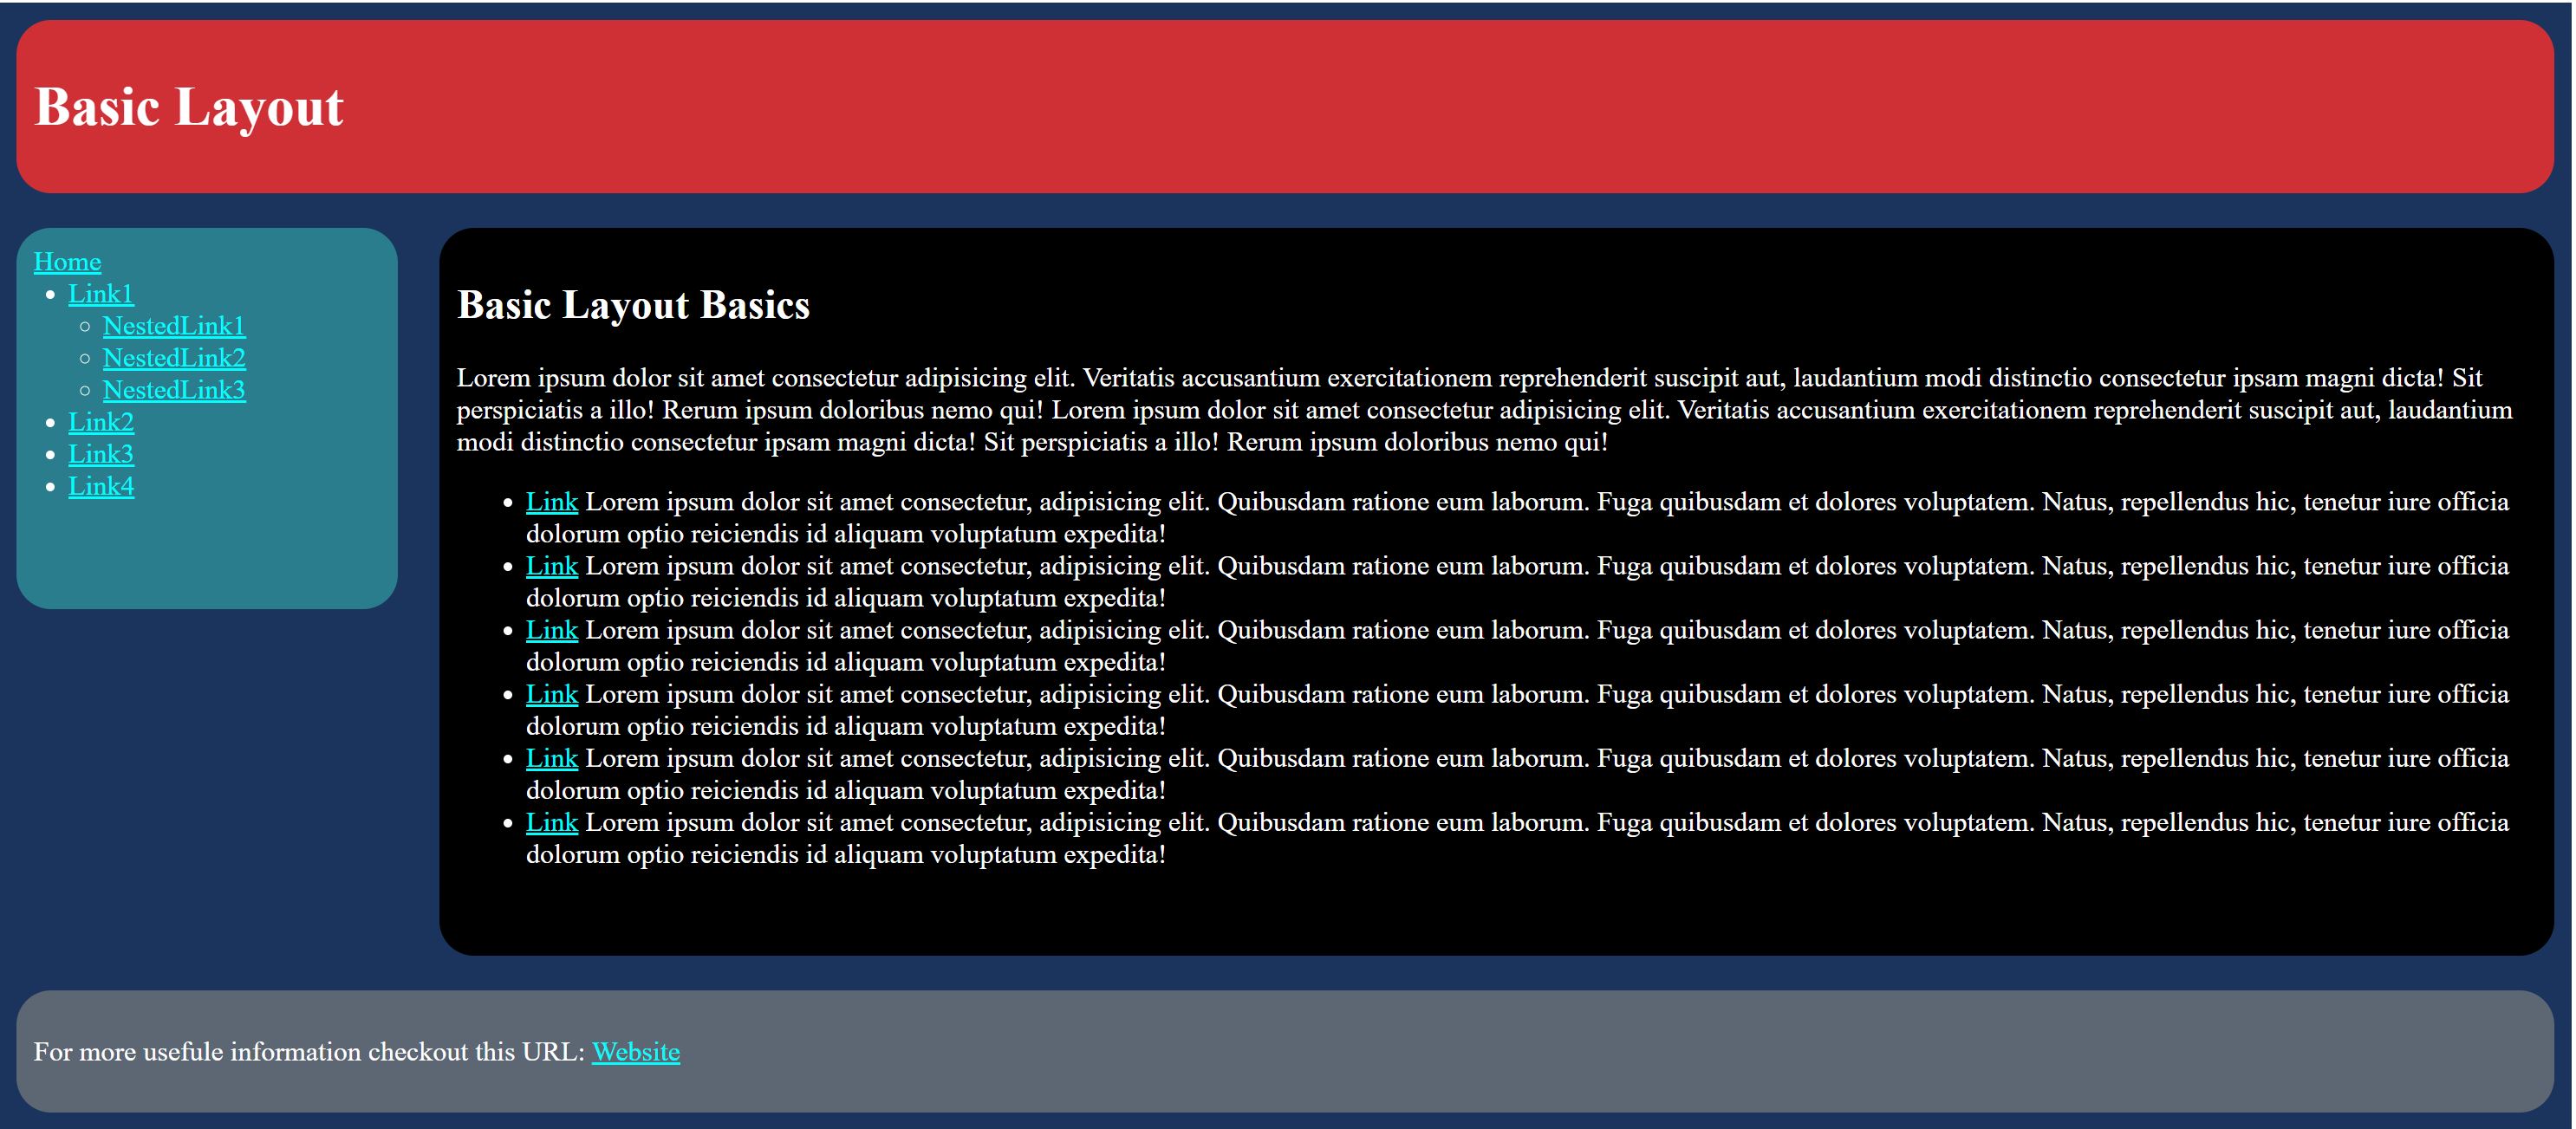 Basic Layout
Home
Link1
NestedLink1
NestedLink2
NestedLink3
Link2
Link3
Link4
Basic Layout Basics
Lorem ipsum dolor sit amet consectetur adipisicing elit. Veritatis accusantium exercitationem reprehenderit suscipit aut, laudantium modi distinctio consectetur ipsam magni dicta! Sit
perspiciatis a illo! Rerum ipsum doloribus nemo qui! Lorem ipsum dolor sit amet consectetur adipisicing elit. Veritatis accusantium exercitationem reprehenderit suscipit aut, laudantium
modi distinctio consectetur ipsam magni dicta! Sit perspiciatis a illo! Rerum ipsum doloribus nemo qui!
Link Lorem ipsum dolor sit amet consectetur, adipisicing elit. Quibusdam ratione eum laborum. Fuga quibusdam et dolores voluptatem. Natus, repellendus hic, tenetur iure officia
dolorum optio reiciendis id aliquam voluptatum expedita!
Link Lorem ipsum dolor sit amet consectetur, adipisicing elit. Quibusdam ratione eum laborum. Fuga quibusdam et dolores voluptatem. Natus, repellendus hic, tenetur iure officia
dolorum optio reiciendis id aliquam voluptatum expedita!
Link Lorem ipsum dolor sit amet consectetur, adipisicing elit. Quibusdam ratione eum laborum. Fuga quibusdam et dolores voluptatem. Natus, repellendus hic, tenetur iure officia
dolorum optio reiciendis id aliquam voluptatum expedita!
Link Lorem ipsum dolor sit amet consectetur, adipisicing elit. Quibusdam ratione eum laborum. Fuga quibusdam et dolores voluptatem. Natus, repellendus hic, tenetur iure officia
dolorum optio reiciendis id aliquam voluptatum expedita!
Link Lorem ipsum dolor sit amet consectetur, adipisicing elit. Quibusdam ratione eum laborum. Fuga quibusdam et dolores voluptatem. Natus, repellendus hic, tenetur iure officia
dolorum optio reiciendis id aliquam voluptatum expedita!
Link Lorem ipsum dolor sit amet consectetur, adipisicing elit. Quibusdam ratione eum laborum. Fuga quibusdam et dolores voluptatem. Natus, repellendus hic, tenetur iure officia
dolorum optio reiciendis id aliquam voluptatum expedita!
For more usefule information checkout this URL: Website